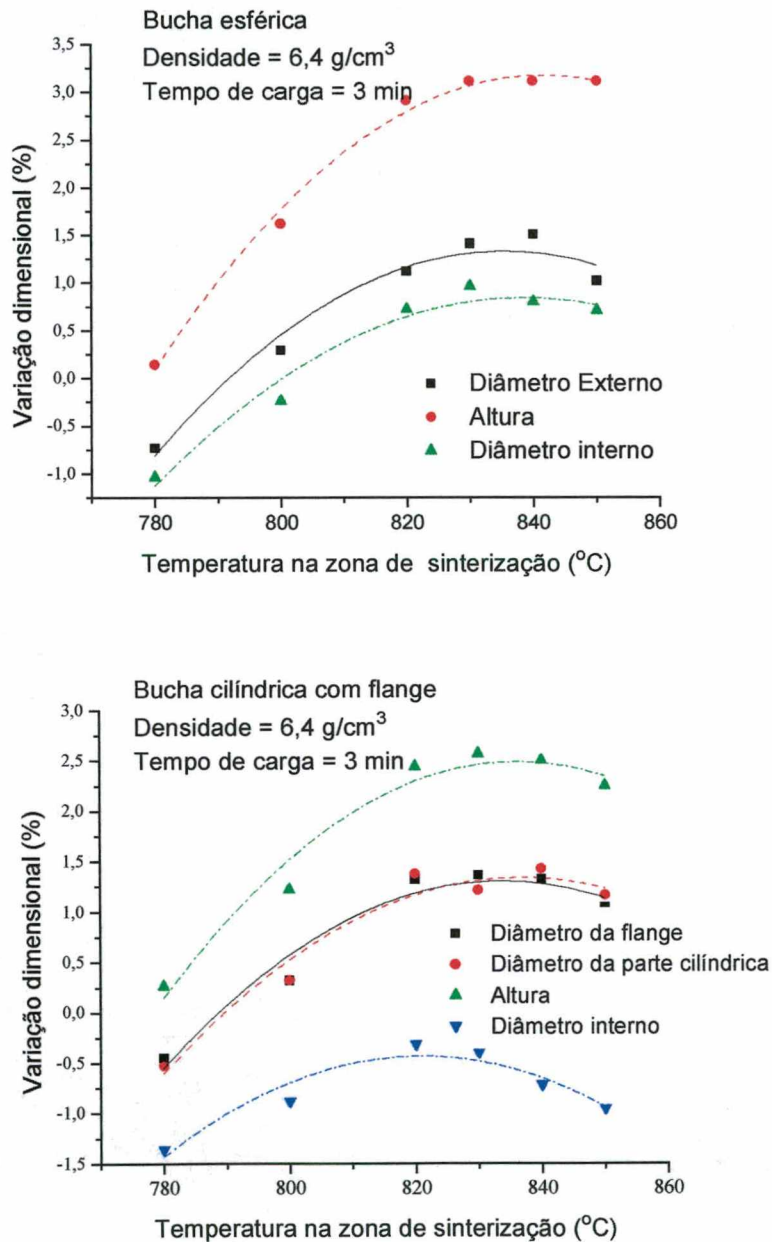 Bucha esférica
Densidade = 6,4 g/cm³
Tempo de carga = 3 min
3,5
3,0
2,5
2,0
1,5
1,0
0,5
0,0
-0,5
-1,0
Variação dimensional (%)
Diâmetro Externo
Altura
Diâmetro interno
780 800 820 840 860
Temperatura na zona de sinterização (°C)
Bucha cilíndrica com flange
Densidade = 6,4 g/cm³
Tempo de carga = 3 min
3,0
2,5
2,0
1,5
1,0
0,5
0,0
-0,5
-1,0
-1,5
Variação dimensional (%)
Diâmetro da flange
Diâmetro da parte cilíndrica
Altura
Diâmetro interno
780 800 820 840 860
Temperatura na zona de sinterização (°C)